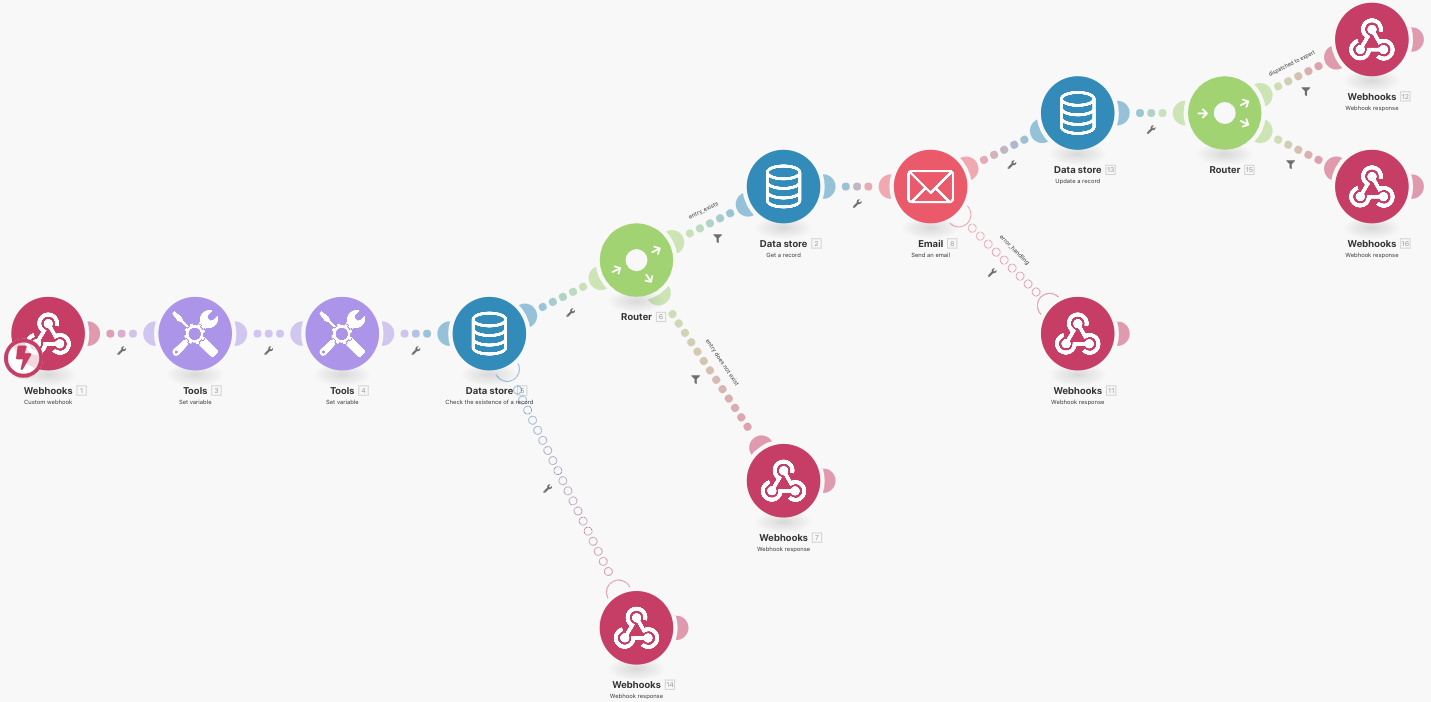 dispatched to expert
Webhooks 12
Webhook response
Data store 13
Update a record
Router 15
Webhooks 16
Webhook response
entry_exists
Data store 2
Get a record
Email 8
Send an email
error_handling
Router 6
entry does not exist
Webhooks 1
Custom webhook
Tools 3
Set variable
Tools 4
Set variable
Data store 5
Check the existence of a record
Webhooks 11
Webhook response
Webhooks 7
Webhook response
Webhooks 14
Webhook response